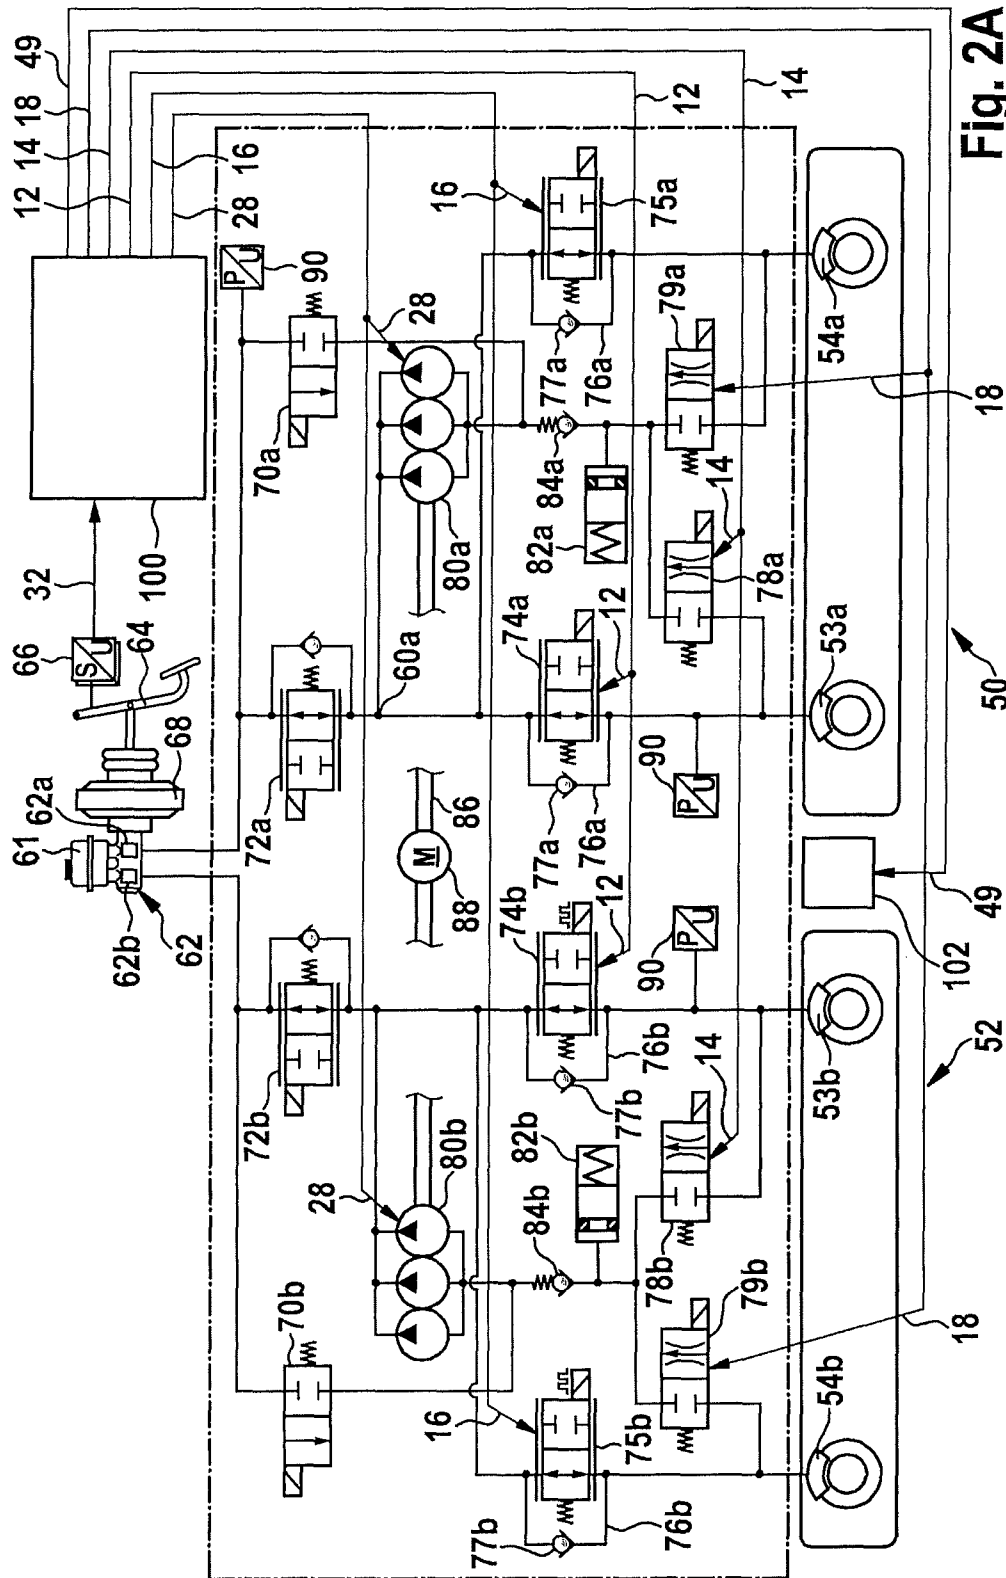 49
18
14
12
16
28
32
100
66
S
U
64
68
62a
61
62b
62
P
U
90
70a
28
80a
72a
60a
86
M
88
72b
28
80b
70b
16
75a
77a
76a
84a
82a
79a
12
14
18
14
78a
74a
12
77a
76a
90
P
U
74b
12
90
P
U
76b
77b
14
82b
84b
78b
79b
16
75b
77b
76b
18
54a
53a
50
49
102
53b
52
54b
Fig. 2A